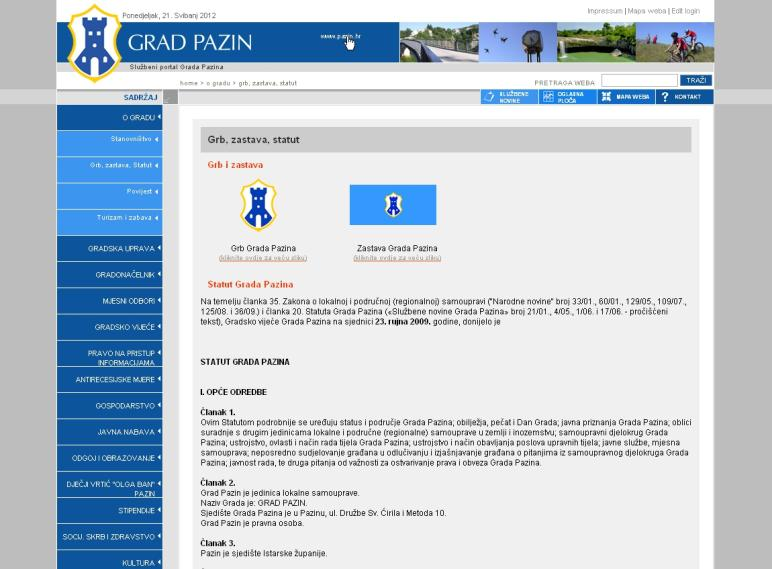 Ponedjeljak, 21. Svibanj 2012
Impressum | Mapa weba | Edit login
GRAD PAZIN
www.pazin.hr
Službeni portal Grada Pazina
home > o gradu > grb, zastava, statut
PRETRAGA WEBA
TRAŽI
SADRŽAJ
SLUŽBENE NOVINE
OGLASNA PLOČA
MAPA WEBA
? KONTAKT
O GRADU
Stanovništvo
Grb, zastava, Statut
Povijest
Turizam i zabava
GRADSKA UPRAVA
GRADONAČELNIK
MJESNI ODBORI
GRADSKO VIJEĆE
PRAVO NA PRISTUP
INFORMACIJAMA
ANTIRECESIJSKE MJERE
GOSPODARSTVO
JAVNA NABAVA
ODGOJ I OBRAZOVANJE
DJEČJI VRTIĆ "OLGA BAN"
PAZIN
STIPENDIJE
SOCIJ. SKRB I ZDRAVSTVO
KULTURA
Grb, zastava, statut
Grb i zastava
Grb Grada Pazina
(kliknite ovdje za veću sliku)
Zastava Grada Pazina
(kliknite ovdje za veću sliku)
Statut Grada Pazina
Na temelju članka 35. Zakona o lokalnoj i područnoj (regionalnoj) samoupravi ("Narodne novine" broj 33/01., 60/01., 129/05., 109/07.,
125/08. i 36/09.) i članka 20. Statuta Grada Pazina («Službene novine Grada Pazina» broj 21/01., 4/05., 1/06. i 17/06. - pročišćeni
tekst), Gradsko vijeće Grada Pazina na sjednici 23. rujna 2009. godine, donijelo je
STATUT GRADA PAZINA
I. OPĆE ODREDBE
Članak 1.
Ovim Statutom podrobnije se uređuju status i područje Grada Pazina; obilježja, pečat i Dan Grada; javna priznanja Grada Pazina; oblici
suradnje s drugim jedinicama lokalne i područne (regionalne) samouprave u zemlji i inozemstvu; samoupravni djelokrug Grada
Pazina; ustrojstvo, ovlasti i način rada tijela Grada Pazina; ustrojstvo i način obavljanja poslova upravnih tijela; javne službe, mjesna
samouprava; neposredno sudjelovanje građana u odlučivanju i izjašnjavanje građana o pitanjima iz samoupravnog djelokruga Grada
Pazina; javnost rada, te druga pitanja od važnosti za ostvarivanje prava i obveza Grada Pazina.
Članak 2.
Grad Pazin je jedinica lokalne samouprave.
Naziv Grada je: GRAD PAZIN.
Sjedište Grada Pazina je u Pazinu, ul. Družbe Sv. Ćirila i Metoda 10.
Grad Pazin je pravna osoba.
Članak 3.
Pazin je sjedište Istarske županije.